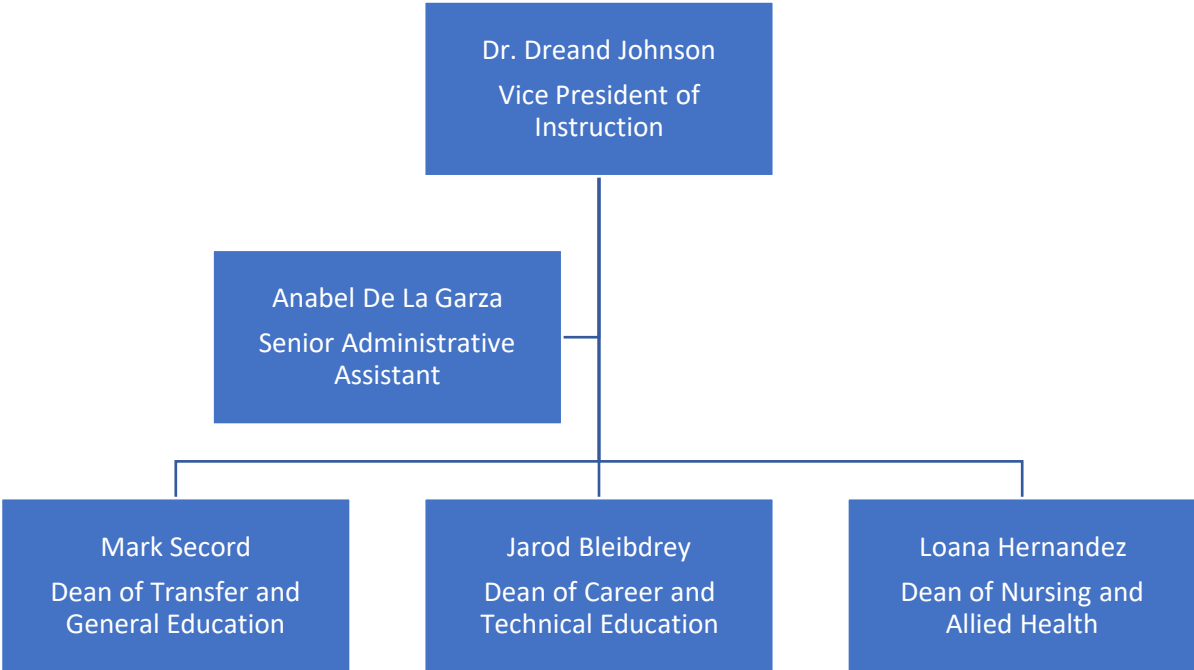 Dr. Dreand Johnson
Vice President of
Instruction
Anabel De La Garza
Senior Administrative
Assistant
Mark Secord
Dean of Transfer and
General Education
Jarod Bleibdrey
Dean of Career and
Technical Education
Loana Hernandez
Dean of Nursing and
Allied Health